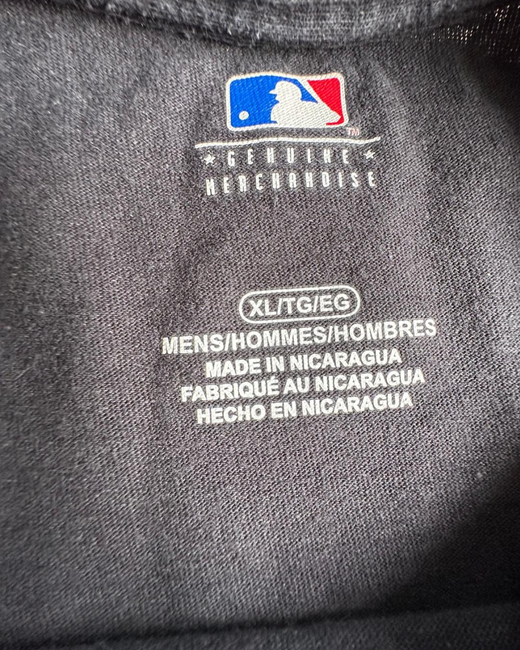 TM
★ GENUINE ★
MERCHANDISE
XL/TG/EG
MENS/HOMMES/HOMBRES
MADE IN NICARAGUA
FABRIQUÉ AU NICARAGUA
HECHO EN NICARAGUA